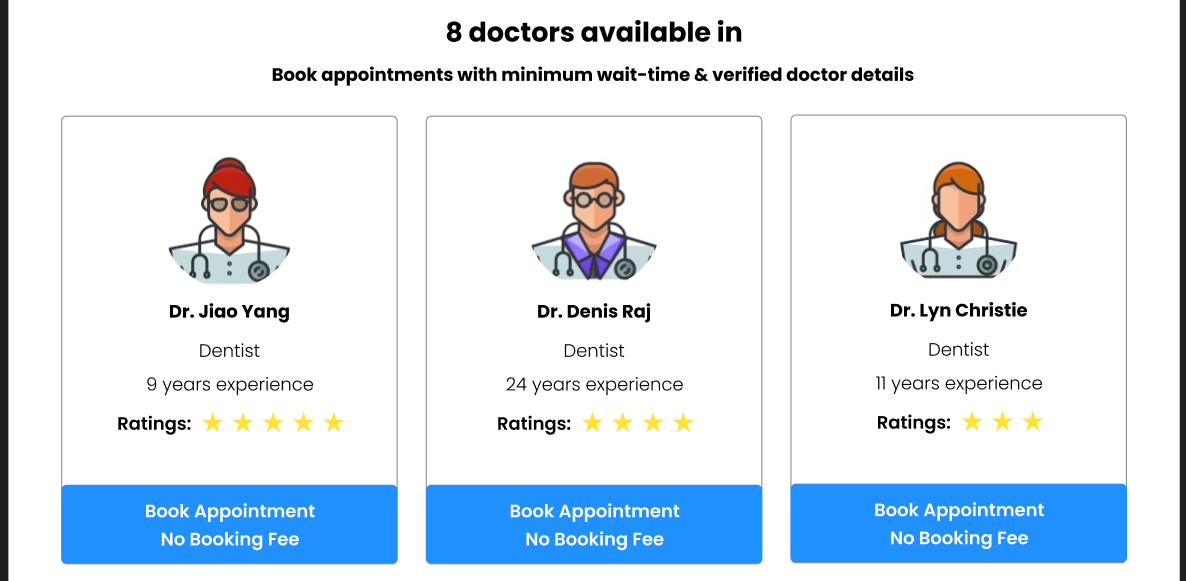 8 doctors available in
Book appointments with minimum wait-time & verified doctor details
Dr. Jiao Yang
Dentist
9 years experience
Ratings: ★ ★ ★ ★ ★
Book Appointment
No Booking Fee
Dr. Denis Raj
Dentist
24 years experience
Ratings: ★ ★ ★ ★
Book Appointment
No Booking Fee
Dr. Lyn Christie
Dentist
11 years experience
Ratings: ★ ★ ★
Book Appointment
No Booking Fee